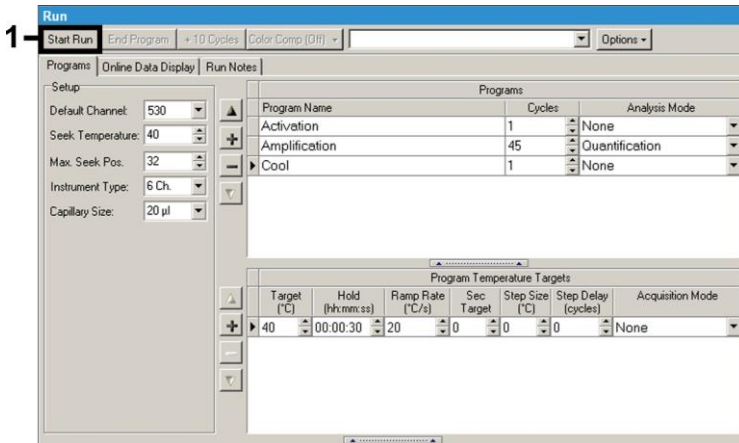 Run
1
Start Run End Program + 10 Cycles Color Comp (Off) Options
Programs Online Data Display Run Notes
Setup
Default Channel: 530
Seek Temperature: 40
Max. Seek Pos. 32
Instrument Type: 6 Ch.
Capillary Size: 20 µl
Programs
Program Name Cycles Analysis Mode
Activation 1 None
Amplification 45 Quantification
Cool 1 None
Program Temperature Targets
Target (°C) Hold (hh:mm:ss) Ramp Rate (°C/s) Sec Target Step Size (°C) Step Delay (cycles) Acquisition Mode
40 00:00:30 20 0 0 0 None